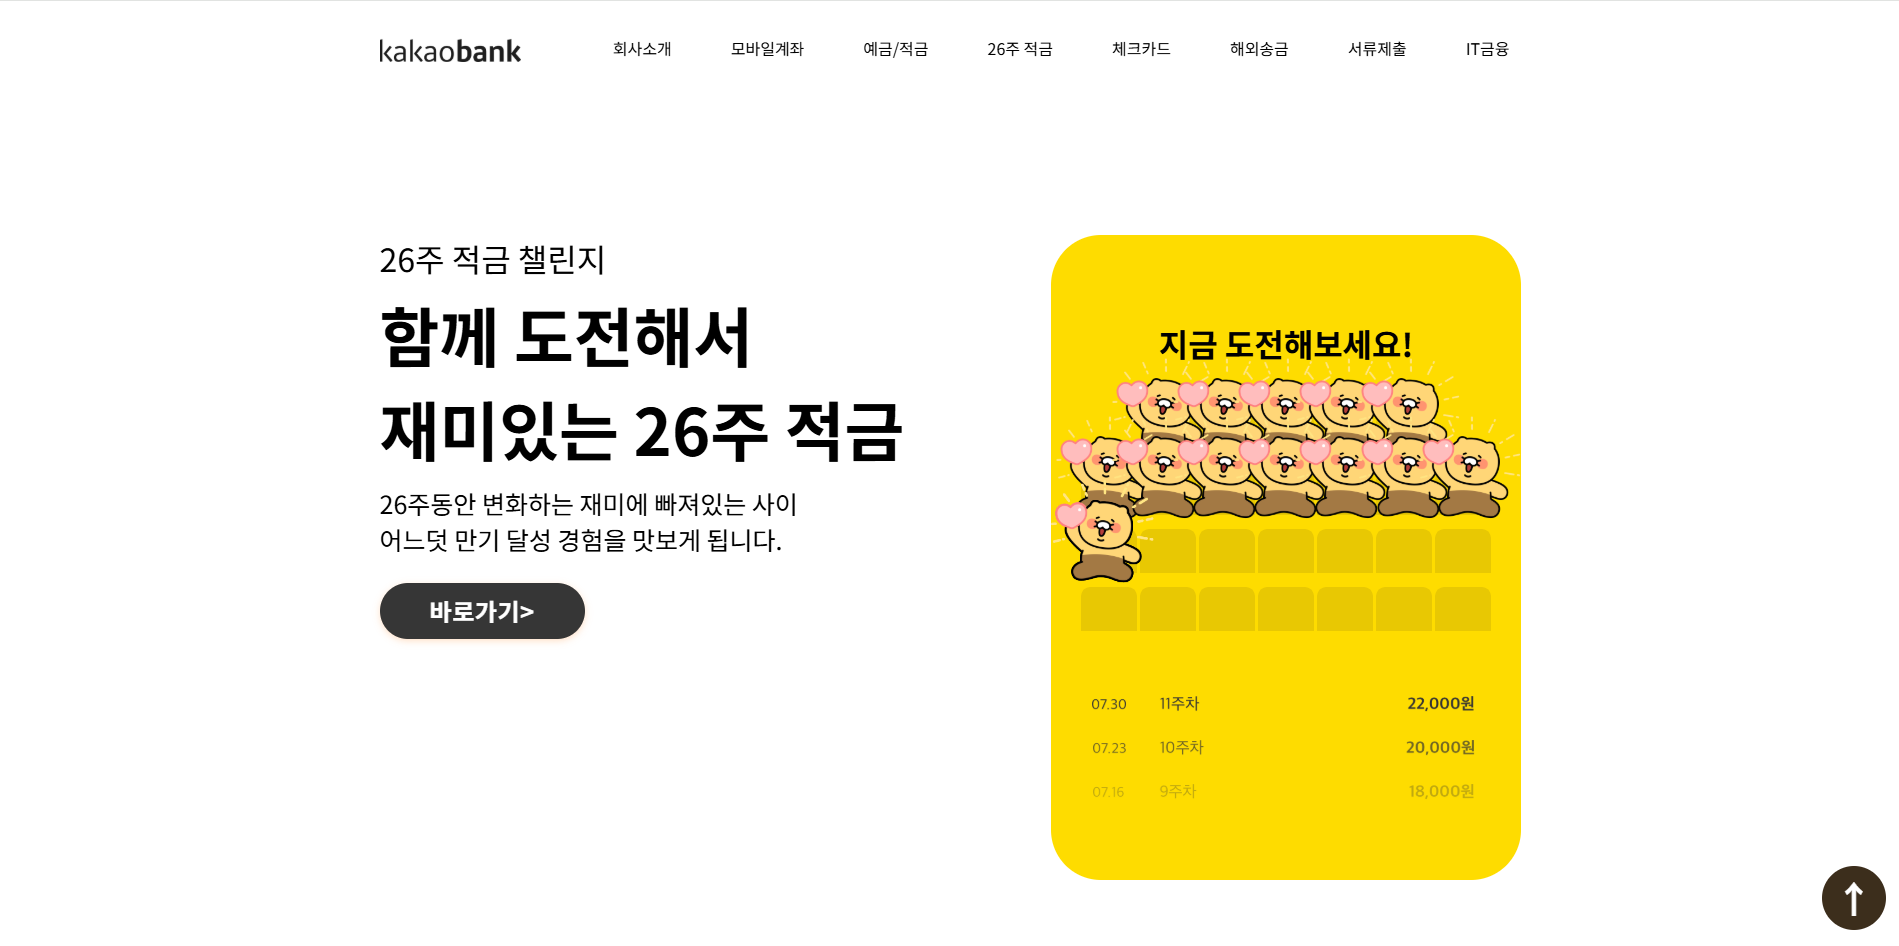 kakaobank
회사소개
모바일계좌
예금/적금
26주 적금
체크카드
해외송금
서류제출
IT금융
26주 적금 챌린지
함께 도전해서
재미있는 26주 적금
26주동안 변화하는 재미에 빠져있는 사이
어느덧 만기 달성 경험을 맛보게 됩니다.
바로가기>
지금 도전해보세요!
07.30 11주차 22,000원
07.23 10주차 20,000원
07.16 9주차 18,000원